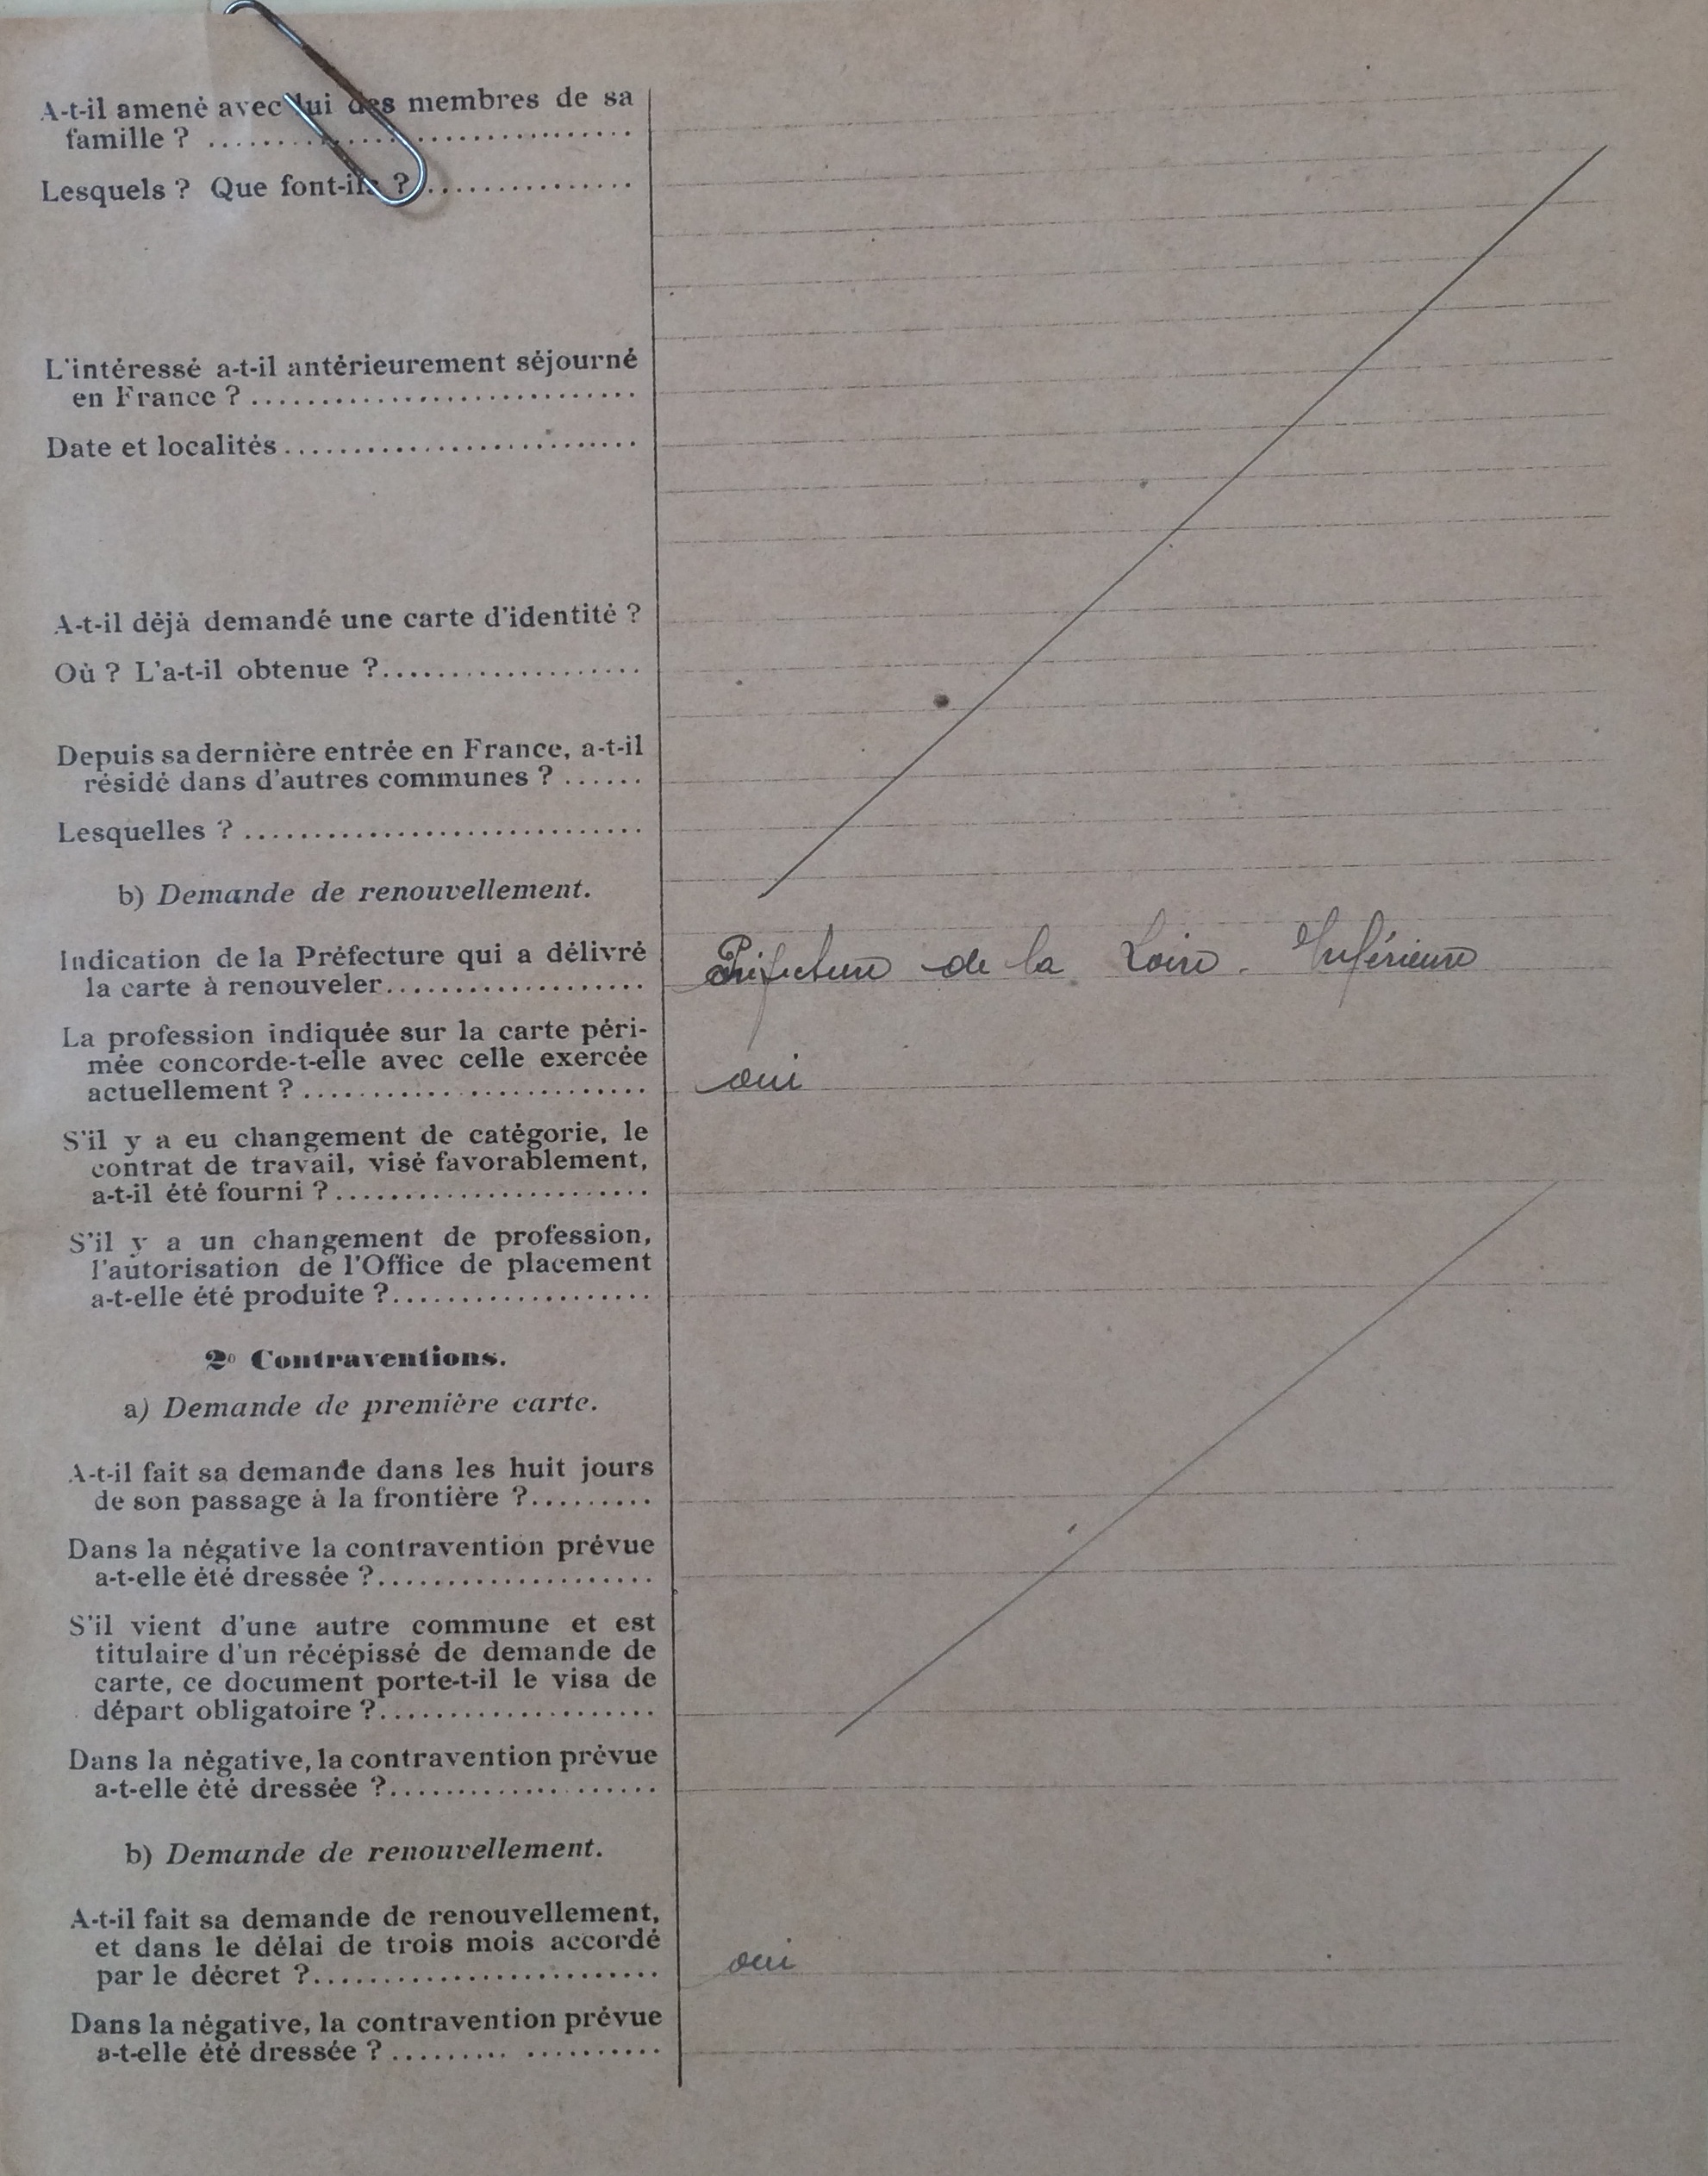 A-t-il amené avec lui des membres de sa
famille ? ..............................
Lesquels ? Que font-ils ? ...............
L'intéressé a-t-il antérieurement séjourné
en France ? ............................
Date et localités .........................
A-t-il déjà demandé une carte d'identité ?
Où ? L'a-t-il obtenue ? ...................
Depuis sa dernière entrée en France, a-t-il
résidé dans d'autres communes ? ......
Lesquelles ? .............................
b) Demande de renouvellement.
Indication de la Préfecture qui a délivré
la carte à renouveler................... Préfecture de la Loire-Inférieure
La profession indiquée sur la carte péri-
mée concorde-t-elle avec celle exercée
actuellement ? ......................... oui
S'il y a eu changement de catégorie, le
contrat de travail, visé favorablement,
a-t-il été fourni ? .......................
S'il y a un changement de profession,
l'autorisation de l'Office de placement
a-t-elle été produite ? ...................
2° Contraventions.
a) Demande de première carte.
A-t-il fait sa demande dans les huit jours
de son passage à la frontière ? .........
Dans la négative la contravention prévue
a-t-elle été dressée ? ....................
S'il vient d'une autre commune et est
titulaire d'un récépissé de demande de
carte, ce document porte-t-il le visa de
départ obligatoire ? ....................
Dans la négative, la contravention prévue
a-t-elle été dressée ? ...................
b) Demande de renouvellement.
A-t-il fait sa demande de renouvellement,
et dans le délai de trois mois accordé
par le décret ? ......................... oui
Dans la négative, la contravention prévue
a-t-elle été dressée ? ......... ..........